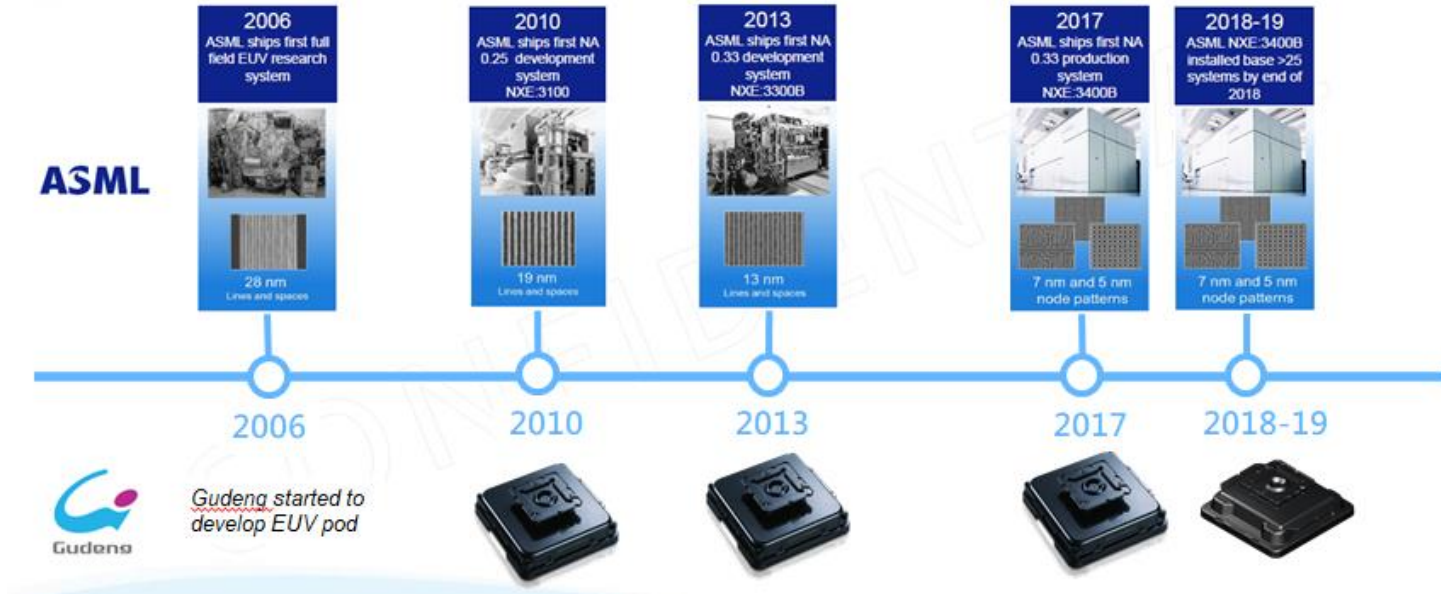 2006
ASML ships first full
field EUV research
system
2010
ASML ships first NA
0.25 development
system
NXE:3100
2013
ASML ships first NA
0.33 development
system
NXE:3300B
2017
ASML ships first NA
0.33 production
system
NXE:3400B
2018-19
ASML NXE:3400B
installed base >25
systems by end of
2018
ASML
28 nm
Lines and spaces
19 nm
Lines and spaces
13 nm
Lines and spaces
7 nm and 5 nm
node patterns
7 nm and 5 nm
node patterns
CONFIDENTIAL
2006
2010
2013
2017
2018-19
Gudeng
Gudeng started to
develop EUV pod